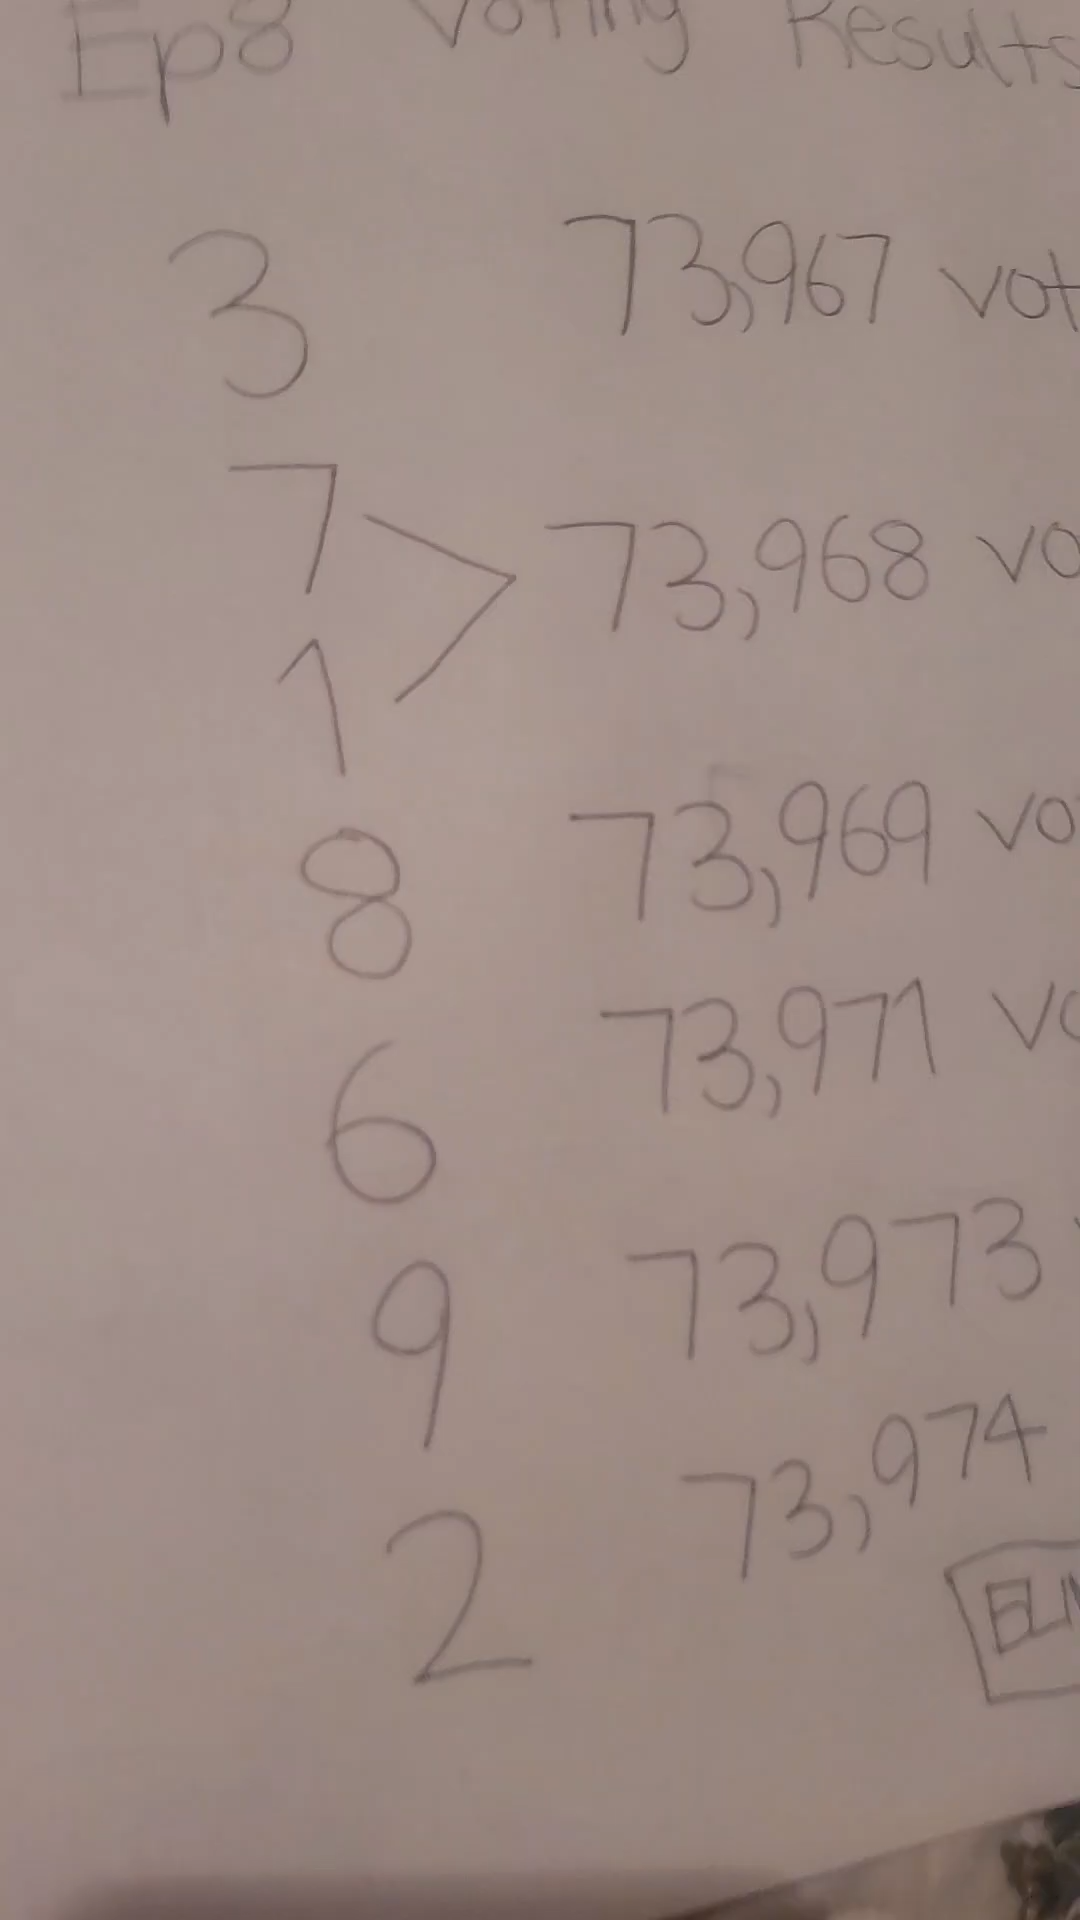 Ep8 Voting Results
3 73,967 vot
7
73,968 vo
1
8 73,969 vo
6 73,971 vo
9 73,973
2 73,974
ELI